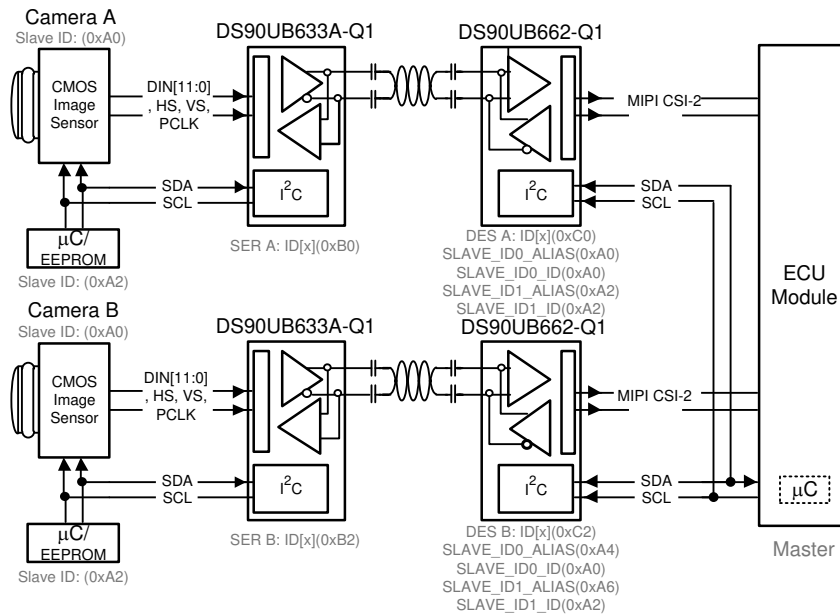 Camera A
Slave ID: (0xA0)
CMOS
Image
Sensor
DIN[11:0]
, HS, VS,
PCLK
SDA
SCL
µC/
EEPROM
Slave ID: (0xA2)
DS90UB633A-Q1
I²C
SER A: ID[x](0xB0)
DS90UB662-Q1
I²C
MIPI CSI-2
SDA
SCL
DES A: ID[x](0xC0)
SLAVE_ID0_ALIAS(0xA0)
SLAVE_ID0_ID(0xA0)
SLAVE_ID1_ALIAS(0xA2)
SLAVE_ID1_ID(0xA2)
Camera B
Slave ID: (0xA0)
CMOS
Image
Sensor
DIN[11:0]
, HS, VS,
PCLK
SDA
SCL
µC/
EEPROM
Slave ID: (0xA2)
DS90UB633A-Q1
I²C
SER B: ID[x](0xB2)
DS90UB662-Q1
I²C
MIPI CSI-2
SDA
SCL
DES B: ID[x](0xC2)
SLAVE_ID0_ALIAS(0xA4)
SLAVE_ID0_ID(0xA0)
SLAVE_ID1_ALIAS(0xA6)
SLAVE_ID1_ID(0xA2)
ECU
Module
µC
Master